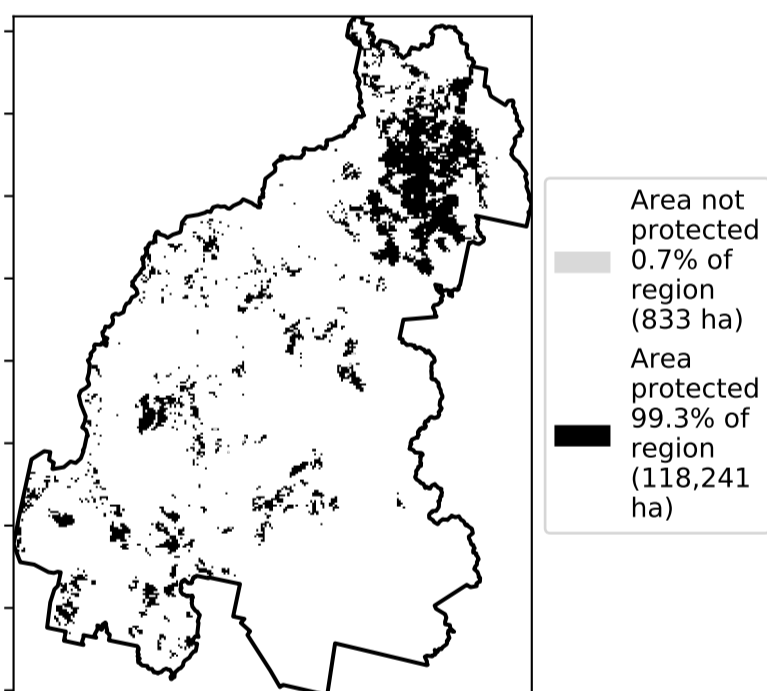 Area not
protected
0.7% of
region
(833 ha)
Area
protected
99.3% of
region
(118,241
ha)